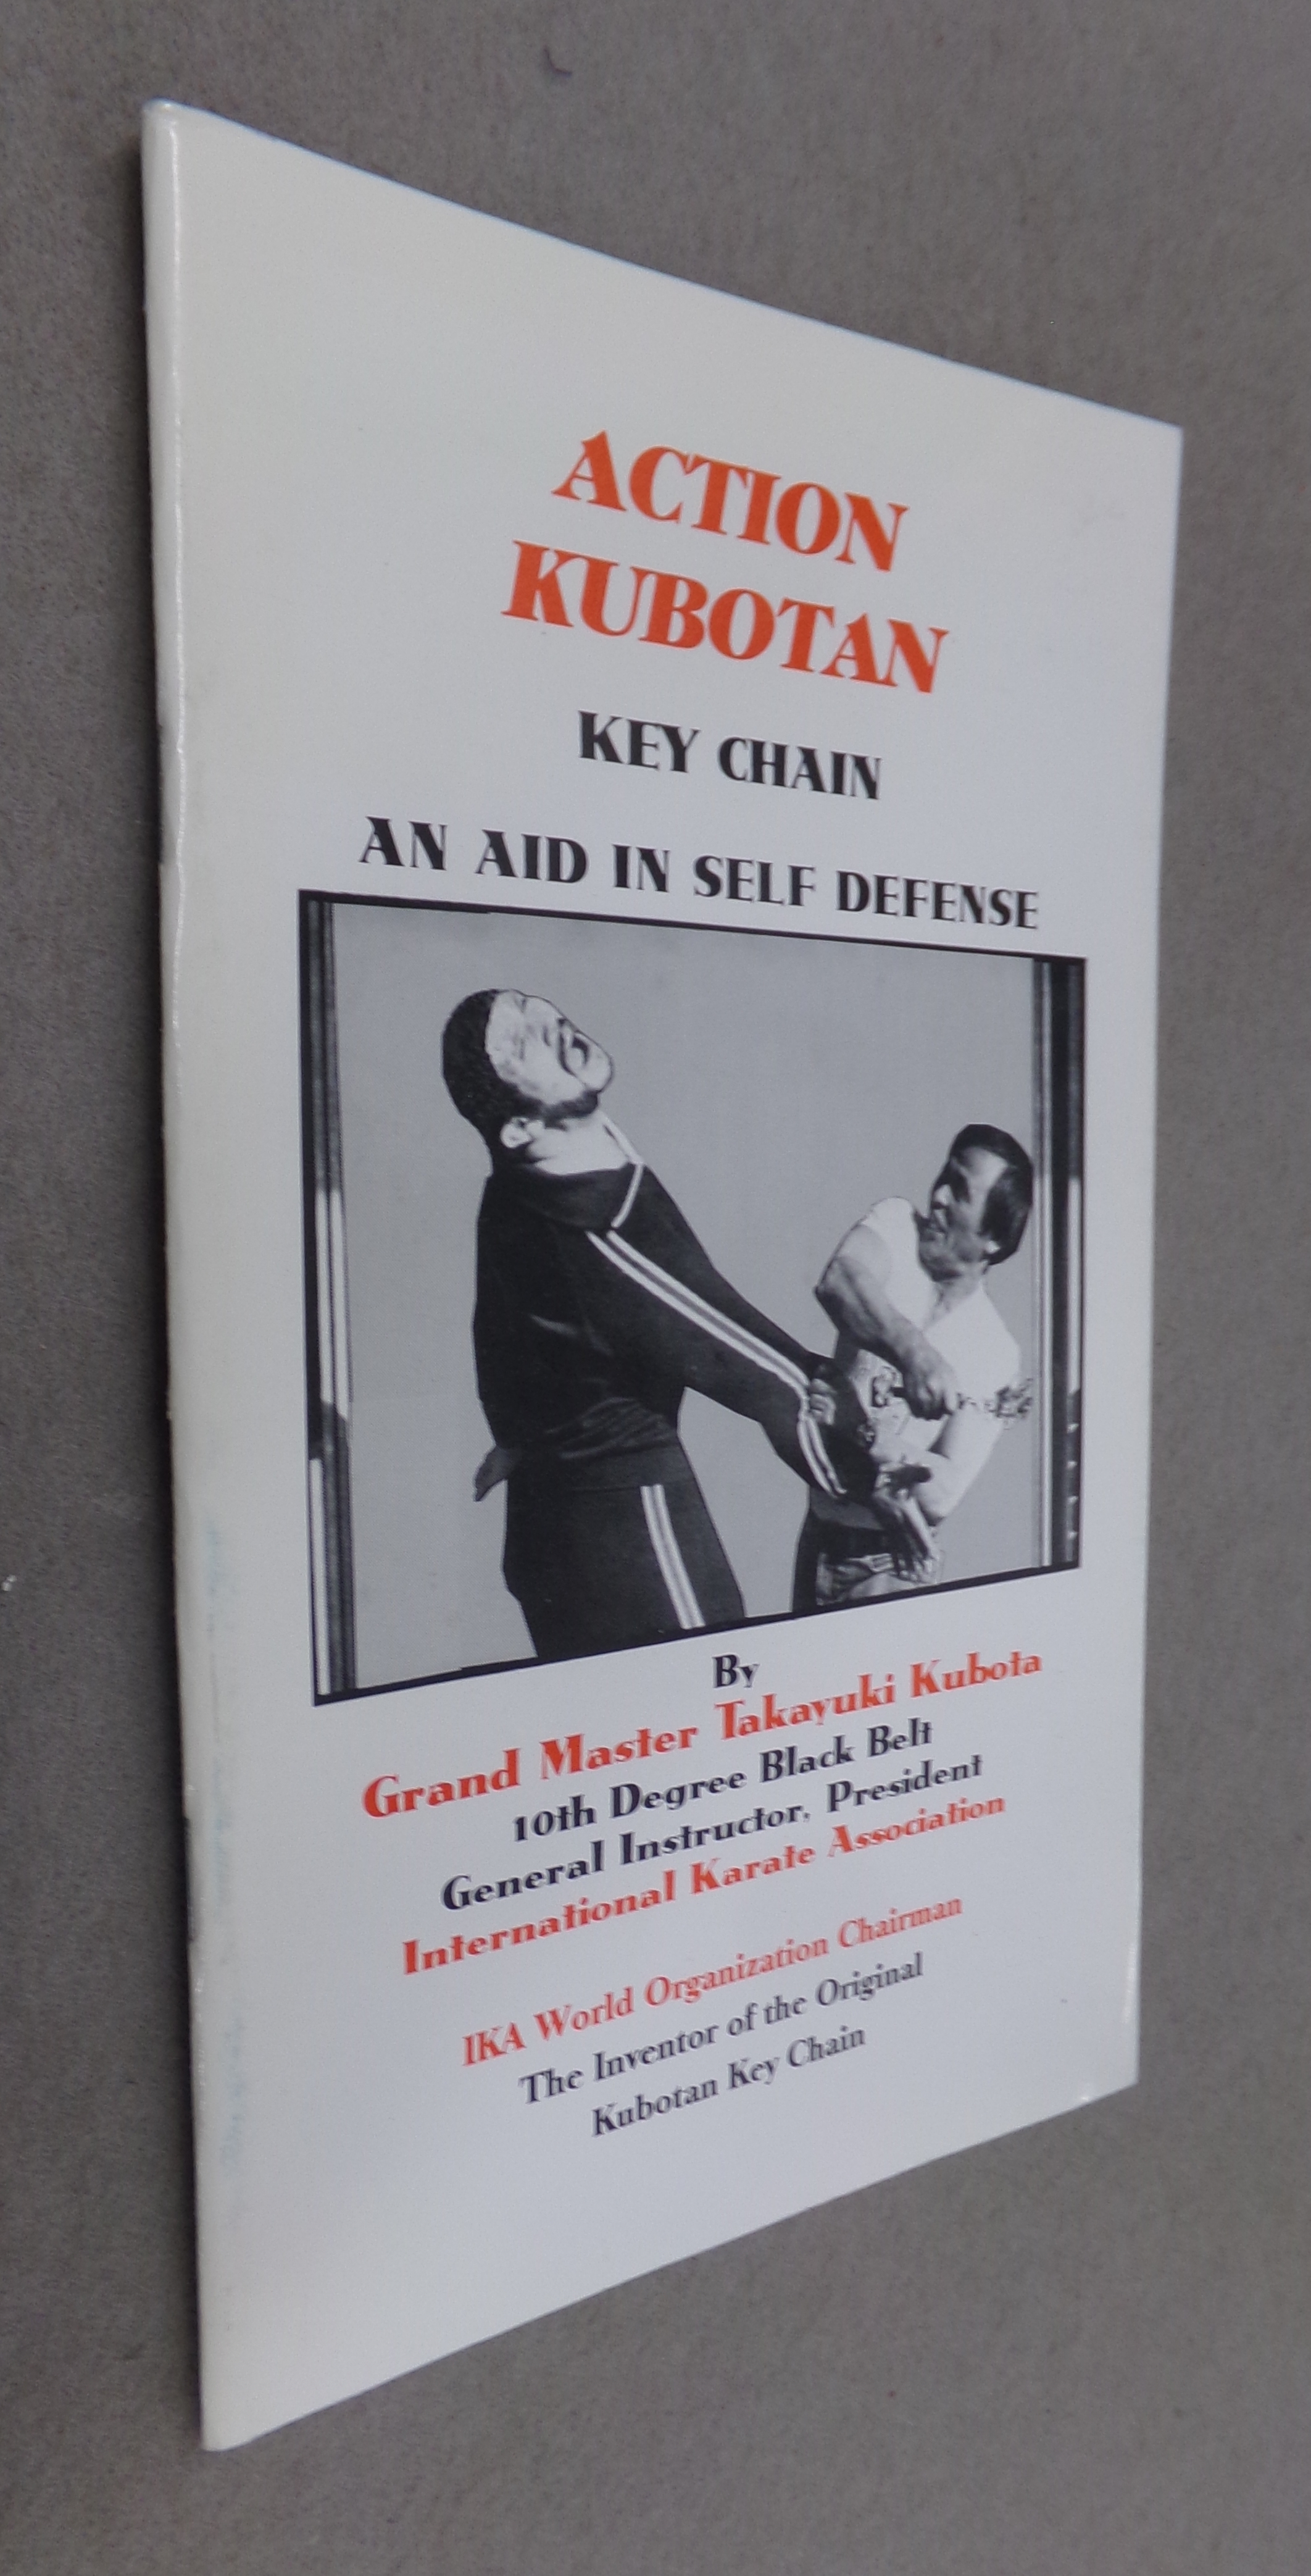 ACTION
KUBOTAN
KEY CHAIN
AN AID IN SELF DEFENSE
By
Grand Master Takayuki Kubota
10th Degree Black Belt
General Instructor, President
International Karate Association
IKA World Organization Chairman
The Inventor of the Original
Kubotan Key Chain